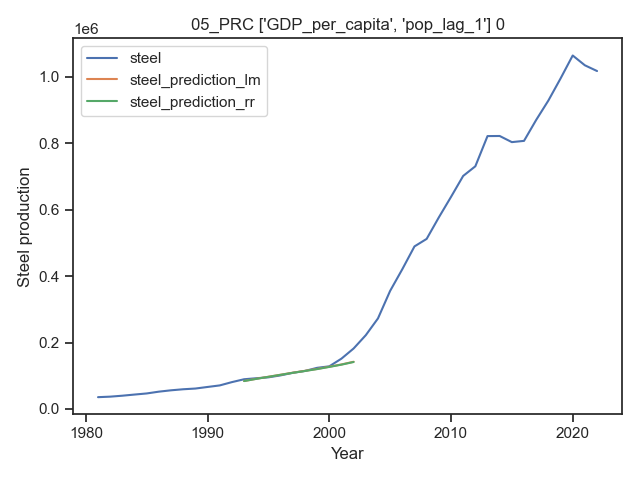 05_PRC ['GDP_per_capita', 'pop_lag_1'] 0
1e6
steel
steel_prediction_lm
steel_prediction_rr
1.0
0.8
0.6
0.4
0.2
0.0
Steel production
1980 1990 2000 2010 2020
Year